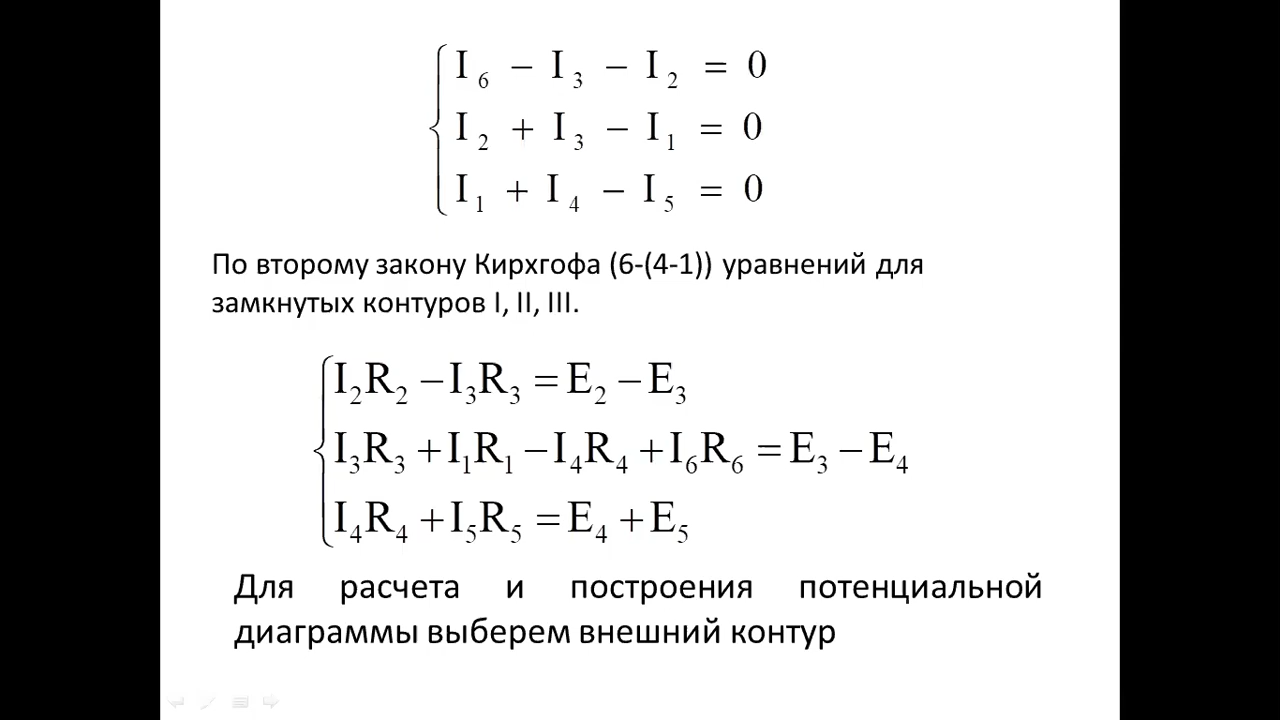 I₆ − I₃ − I₂ = 0
I₂ + I₃ − I₁ = 0
I₁ + I₄ − I₅ = 0
По второму закону Кирхгофа (6-(4-1)) уравнений для
замкнутых контуров I, II, III.
I₂R₂ − I₃R₃ = E₂ − E₃
I₃R₃ + I₁R₁ − I₄R₄ + I₆R₆ = E₃ − E₄
I₄R₄ + I₅R₅ = E₄ + E₅
Для расчета и построения потенциальной
диаграммы выберем внешний контур